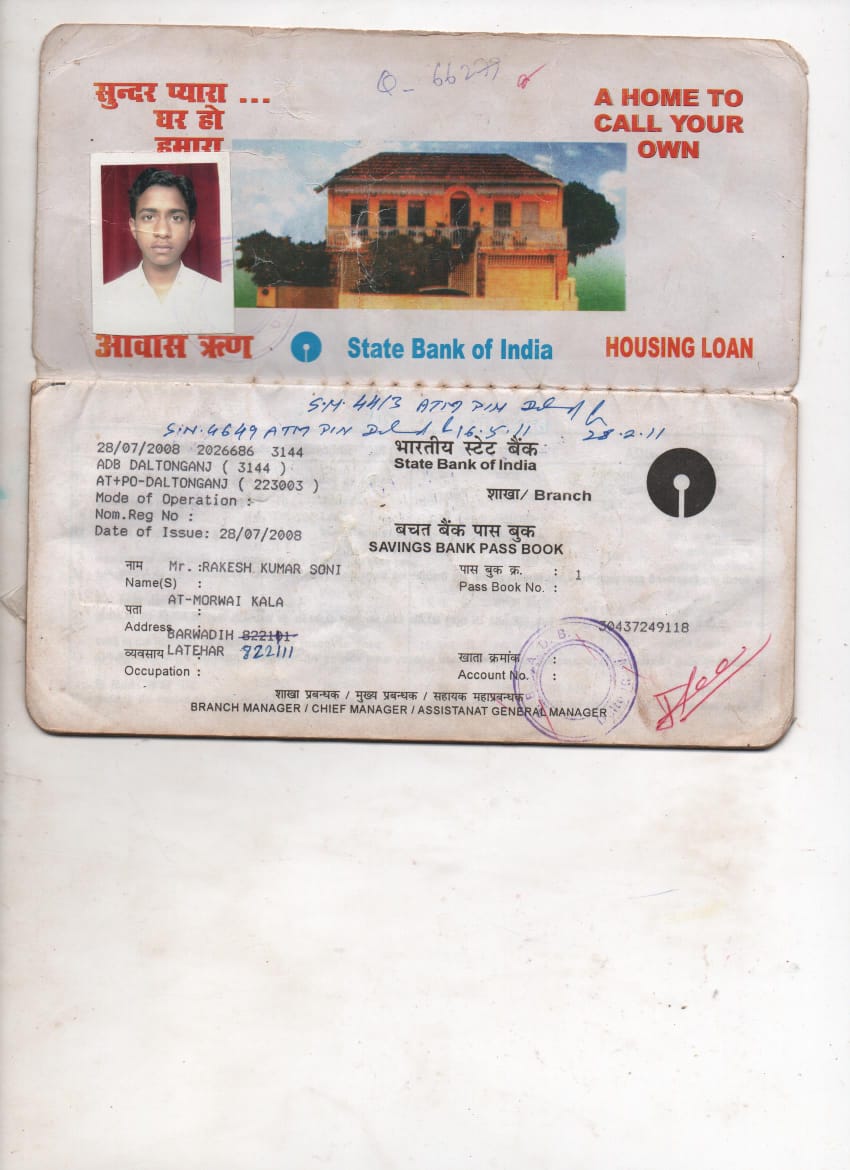 Q - 66279
सुन्दर प्यारा ...
घर हो
हमारा
A HOME TO
CALL YOUR
OWN
आवास ऋण
State Bank of India
HOUSING LOAN
S.N. 4413 ATM PIN
28.2.11
S.N. 4649 ATM PIN 16.5.11
28/07/2008 2026686 3144
ADB DALTONGANJ ( 3144 )
AT+PO-DALTONGANJ ( 223003 )
Mode of Operation :
Nom.Reg No :
Date of Issue: 28/07/2008
भारतीय स्टेट बैंक
State Bank of India
शाखा/ Branch
बचत बैंक पास बुक
SAVINGS BANK PASS BOOK
नाम Mr. :RAKESH KUMAR SONI
Name(S) :
पास बुक क्र. : 1
Pass Book No. :
AT-MORWAI KALA
पता :
Address BARWADIH 822101
व्यवसाय LATEHAR : 822111
Occupation :
30437249118
खाता क्रमांक :
Account No. :
शाखा प्रबन्धक / मुख्य प्रबन्धक / सहायक महाप्रबन्धक
BRANCH MANAGER / CHIEF MANAGER / ASSISTANAT GENERAL MANAGER